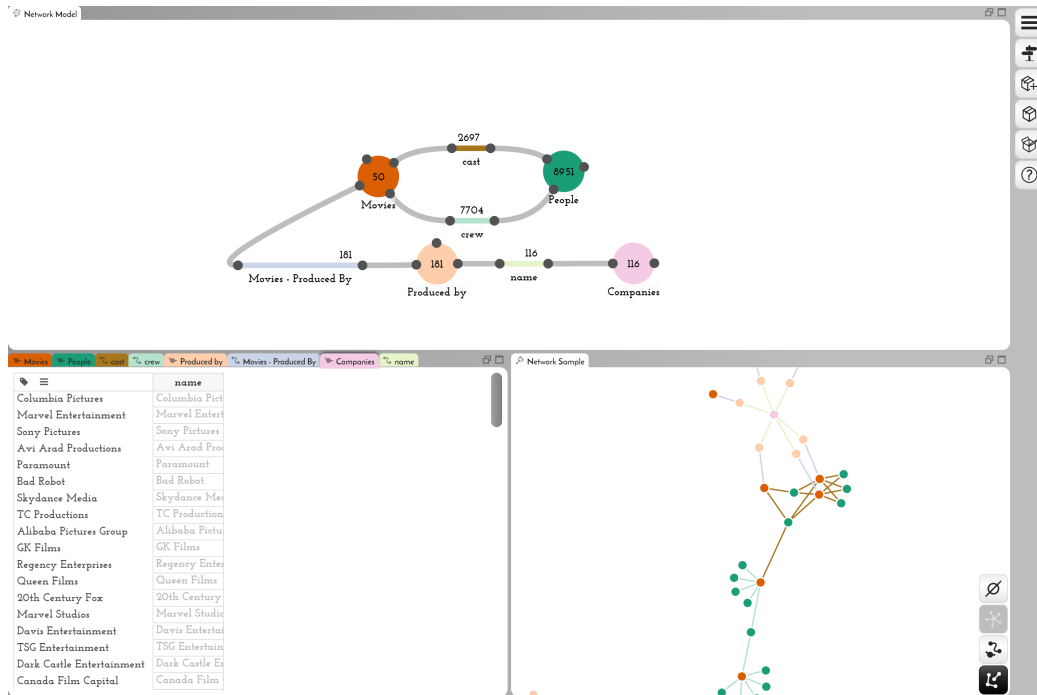 Network Model
2697
cast
50
Movies
8951
People
7704
crew
181
Movies - Produced By
181
Produced by
116
name
116
Companies
Movies People cast crew Produced by Movies - Produced By Companies name
Network Sample
name
Columbia Pictures Columbia Pict
Marvel Entertainment Marvel Entert
Sony Pictures Sony Pictures
Avi Arad Productions Avi Arad Pro
Paramount Paramount
Bad Robot Bad Robot
Skydance Media Skydance Me
TC Productions TC Production
Alibaba Pictures Group Alibaba Pictu
GK Films GK Films
Regency Enterprises Regency Enter
Queen Films Queen Films
20th Century Fox 20th Century
Marvel Studios Marvel Studio
Davis Entertainment Davis Entertai
TSG Entertainment TSG Entertain
Dark Castle Entertainment Dark Castle E
Canada Film Capital Canada Film